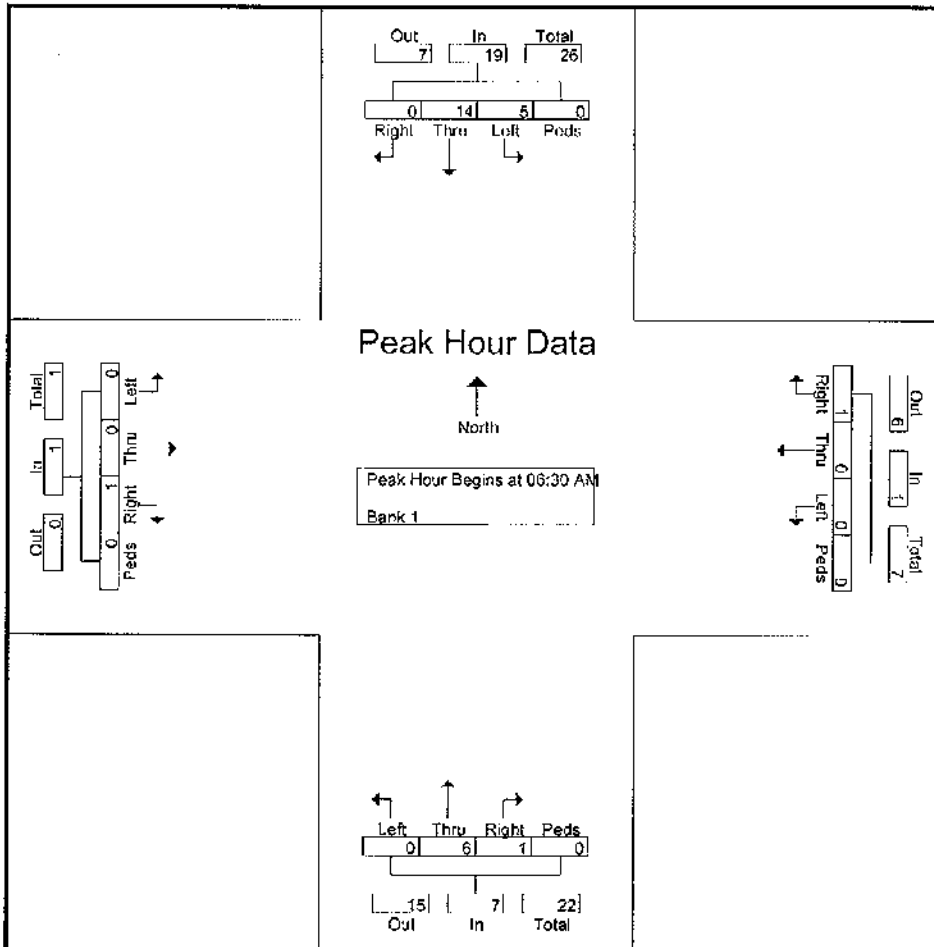 Out In Total
7 19 26
0 14 5 0
Right Thru Left Peds
Peak Hour Data
North
Peak Hour Begins at 06:30 AM
Bank 1
Total In Out
1 1 0
0 0 1 0
Left Thru Right Peds
Out In Total
6 1 7
1 0 0 0
Right Thru Left Peds
Left Thru Right Peds
0 6 1 0
15 7 22
Out In Total